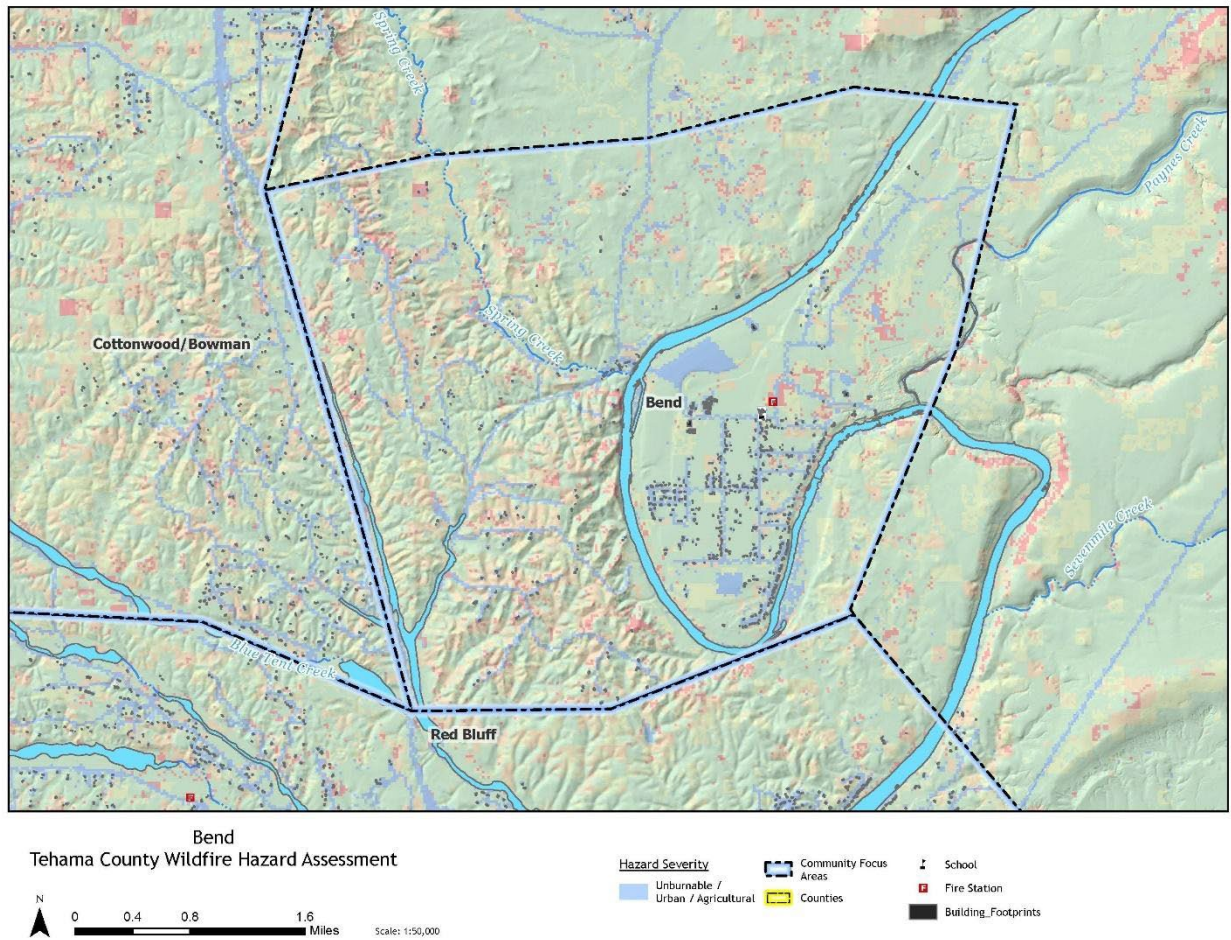 Spring Creek
Paynes Creek
Cottonwood/Bowman
Spring Creek
Bend
F
Sevenmile Creek
Blue Tent Creek
Red Bluff
F
Bend
Tehama County Wildfire Hazard Assessment
N
0 0.4 0.8 1.6
Miles
Scale: 1:50,000
Hazard Severity
Unburnable /
Urban / Agricultural
Community Focus
Areas
Counties
School
F
Fire Station
Building_Footprints